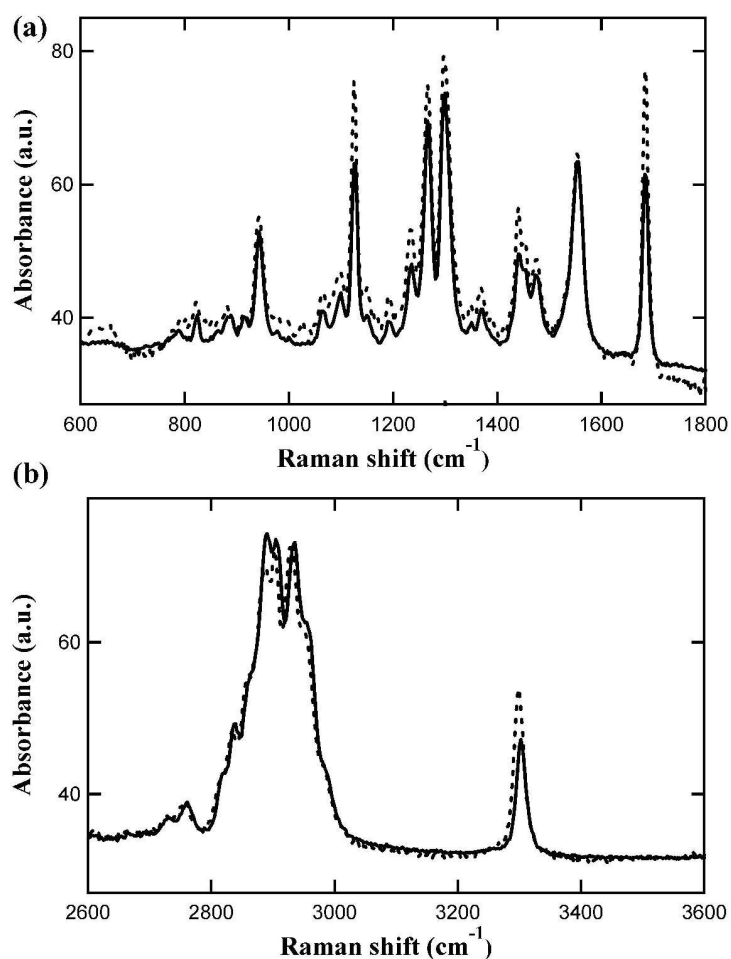 (a)
80
60
40
Absorbance (a.u.)
600 800 1000 1200 1400 1600 1800
Raman shift (cm-1)
(b)
60
40
Absorbance (a.u.)
2600 2800 3000 3200 3400 3600
Raman shift (cm-1)